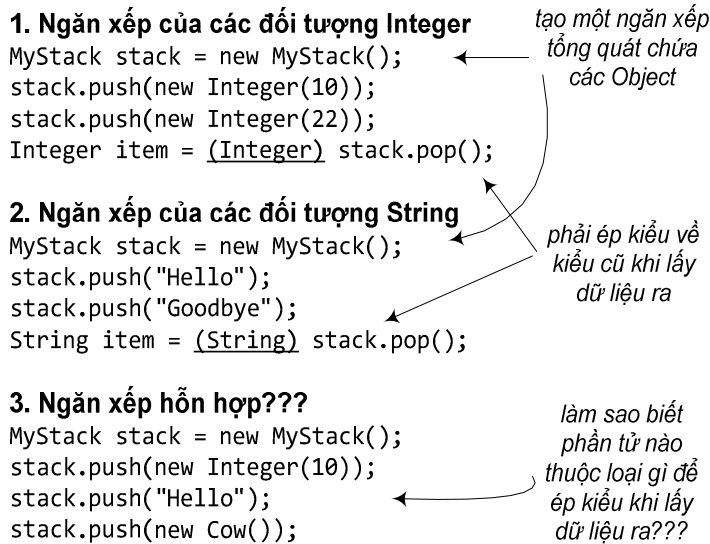 1. Ngăn xếp của các đối tượng Integer
MyStack stack = new MyStack();
stack.push(new Integer(10));
stack.push(new Integer(22));
Integer item = (Integer) stack.pop();
tạo một ngăn xếp
tổng quát chứa
các Object
2. Ngăn xếp của các đối tượng String
MyStack stack = new MyStack();
stack.push("Hello");
stack.push("Goodbye");
String item = (String) stack.pop();
phải ép kiểu về
kiểu cũ khi lấy
dữ liệu ra
3. Ngăn xếp hỗn hợp???
MyStack stack = new MyStack();
stack.push(new Integer(10));
stack.push("Hello");
stack.push(new Cow());
làm sao biết
phần tử nào
thuộc loại gì để
ép kiểu khi lấy
dữ liệu ra???